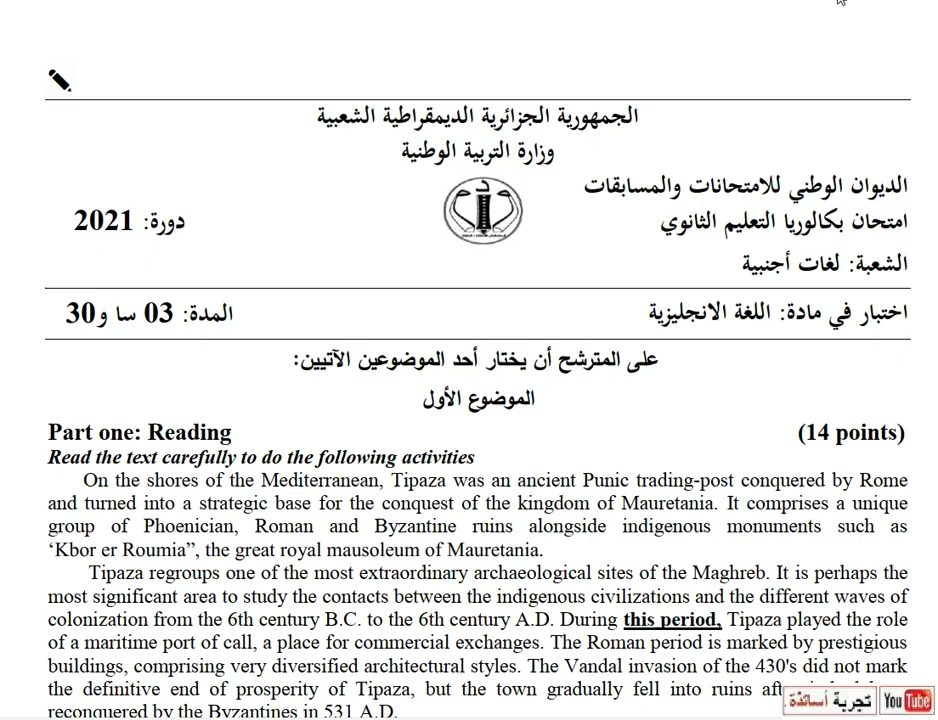 الجمهورية الجزائرية الديمقراطية الشعبية
وزارة التربية الوطنية
الديوان الوطني للامتحانات والمسابقات
امتحان بكالوريا التعليم الثانوي
دورة: 2021
الشعبة: لغات أجنبية
اختبار في مادة: اللغة الانجليزية
المدة: 03 سا و30
على المترشح أن يختار أحد الموضوعين الآتيين:
الموضوع الأول
Part one: Reading (14 points)
Read the text carefully to do the following activities
On the shores of the Mediterranean, Tipaza was an ancient Punic trading-post conquered by Rome
and turned into a strategic base for the conquest of the kingdom of Mauretania. It comprises a unique
group of Phoenician, Roman and Byzantine ruins alongside indigenous monuments such as
‘Kbor er Roumia”, the great royal mausoleum of Mauretania.
Tipaza regroups one of the most extraordinary archaeological sites of the Maghreb. It is perhaps the
most significant area to study the contacts between the indigenous civilizations and the different waves of
colonization from the 6th century B.C. to the 6th century A.D. During this period, Tipaza played the role
of a maritime port of call, a place for commercial exchanges. The Roman period is marked by prestigious
buildings, comprising very diversified architectural styles. The Vandal invasion of the 430's did not mark
the definitive end of prosperity of Tipaza, but the town gradually fell into ruins
reconquered by the Byzantines in 531 A.D.
تجربة أساتذة.
YouTube